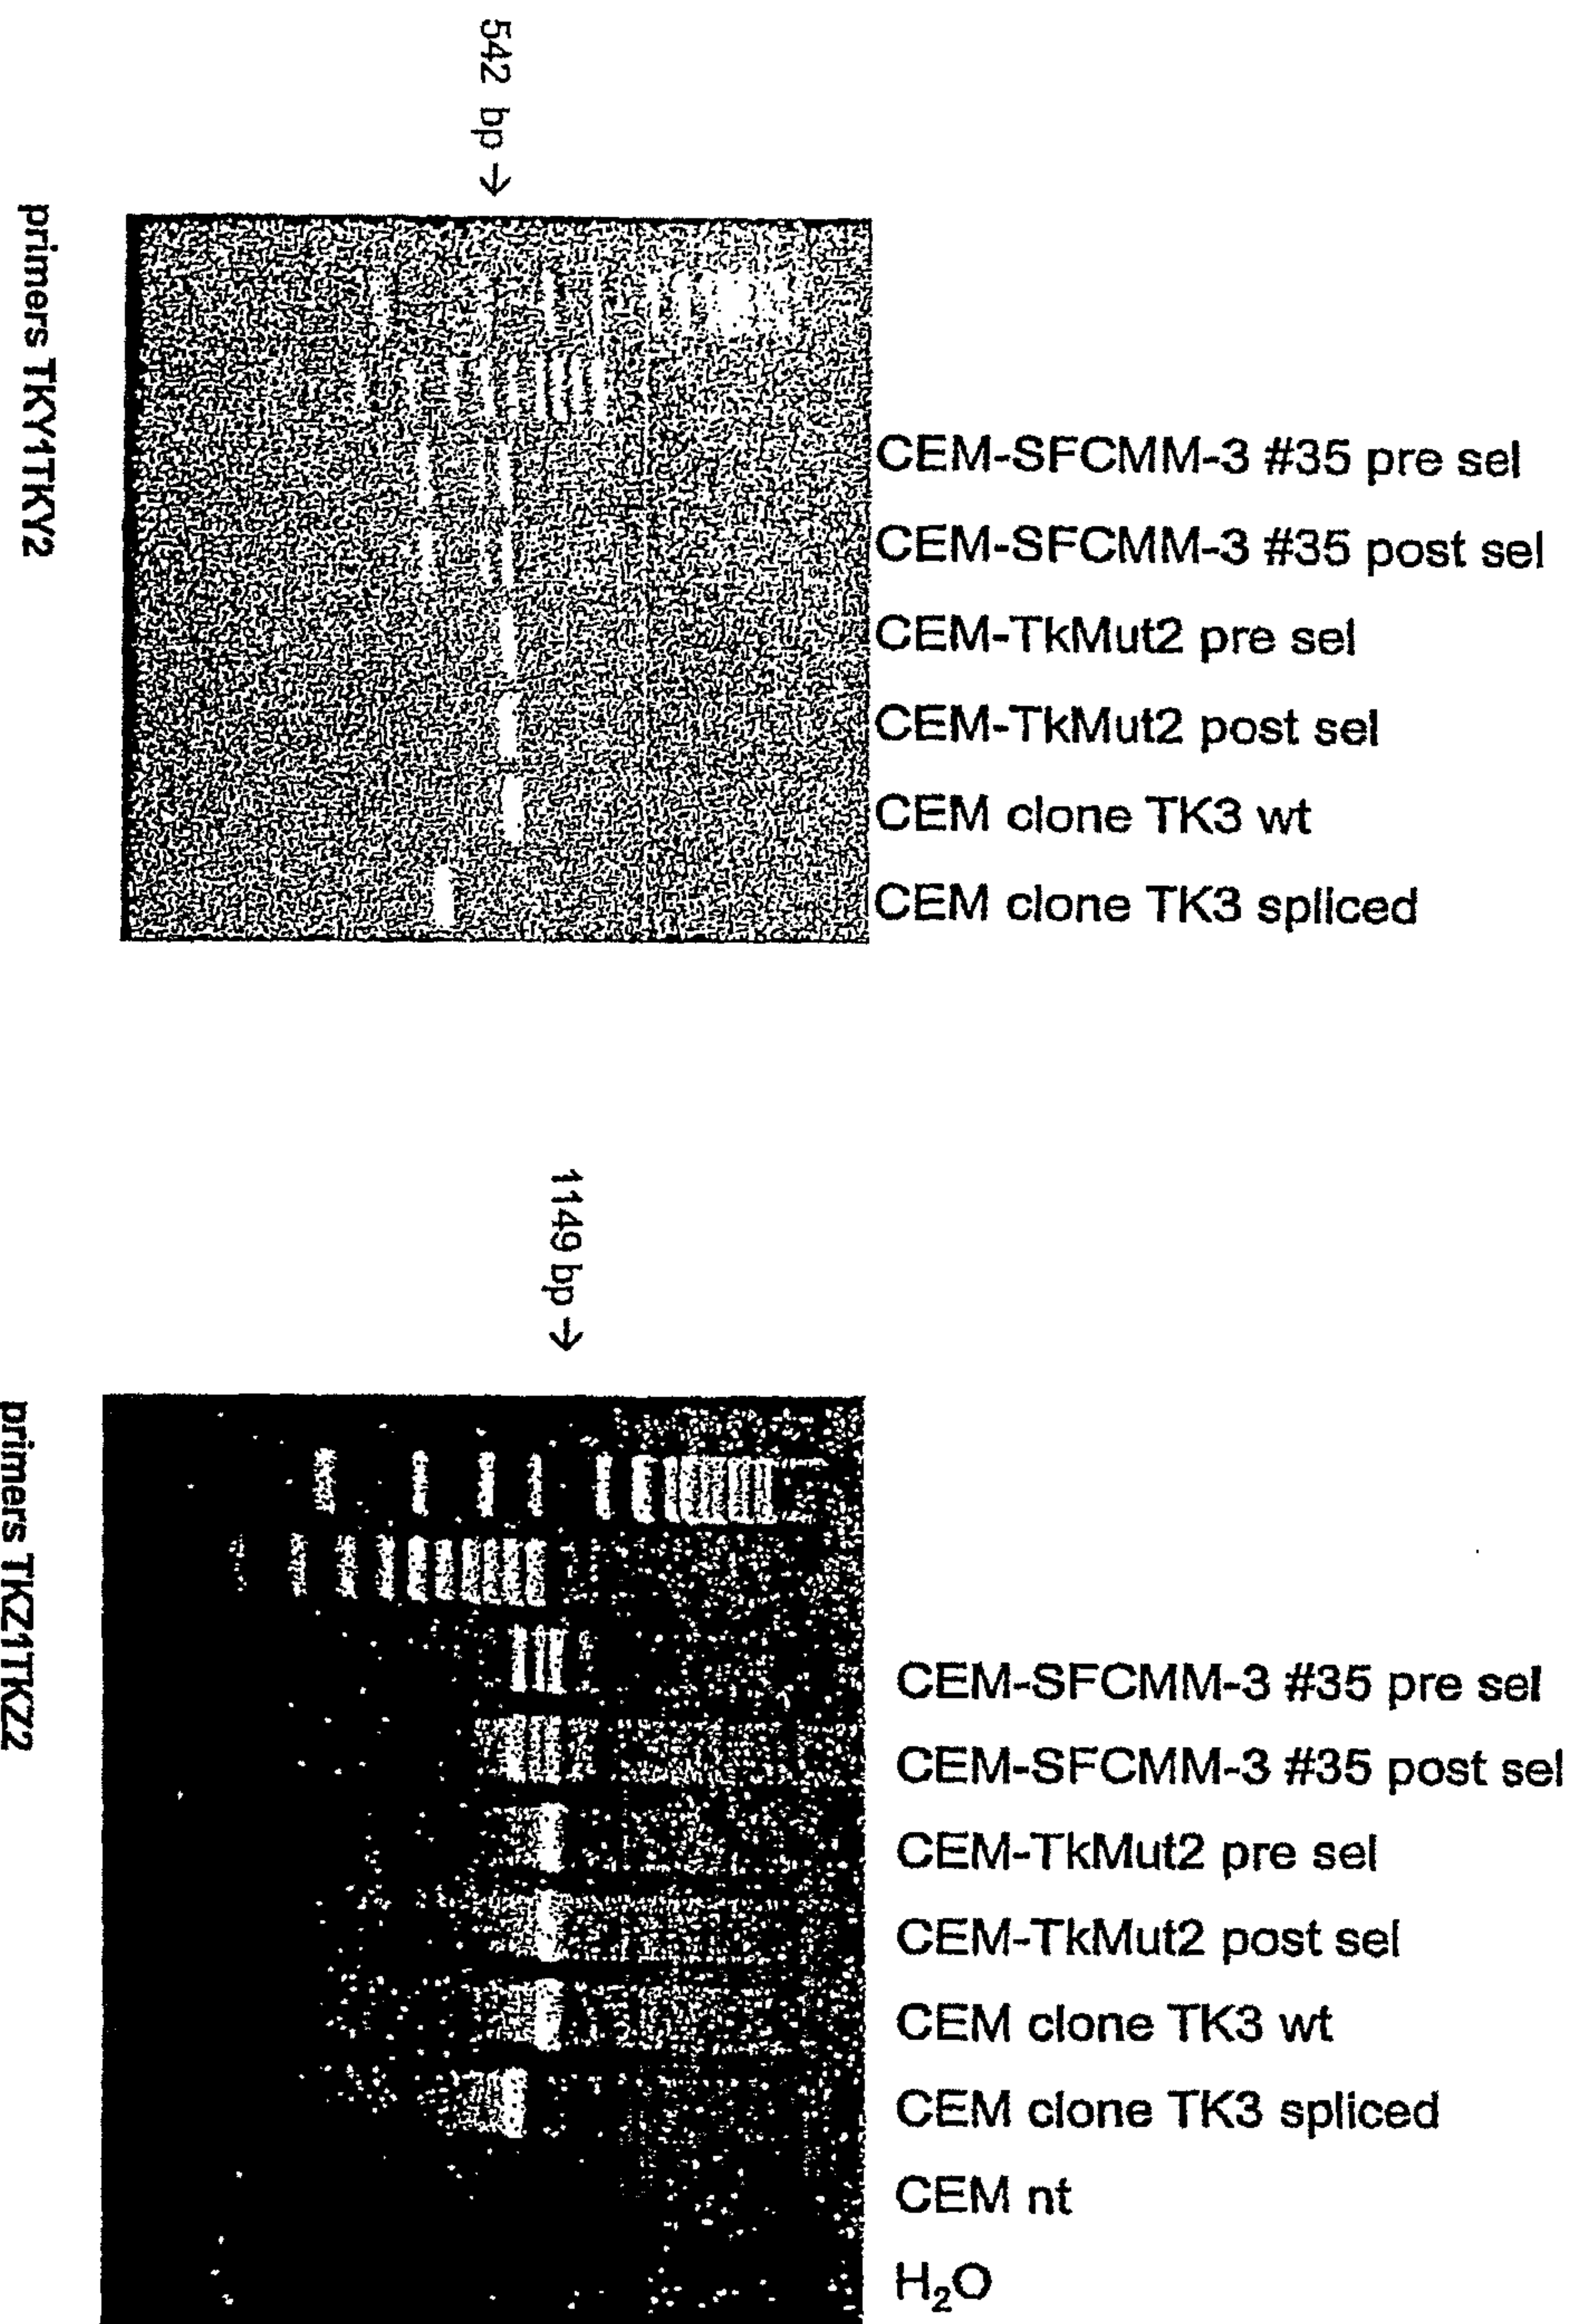 542 bp →
CEM-SFCMM-3 #35 pre sel
CEM-SFCMM-3 #35 post sel
CEM-TkMut2 pre sel
CEM-TkMut2 post sel
CEM clone TK3 wt
CEM clone TK3 spliced
primers TKY1TKY2
1149 bp →
CEM-SFCMM-3 #35 pre sel
CEM-SFCMM-3 #35 post sel
CEM-TkMut2 pre sel
CEM-TkMut2 post sel
CEM clone TK3 wt
CEM clone TK3 spliced
CEM nt
H₂O
primers TKZ1TKZ2